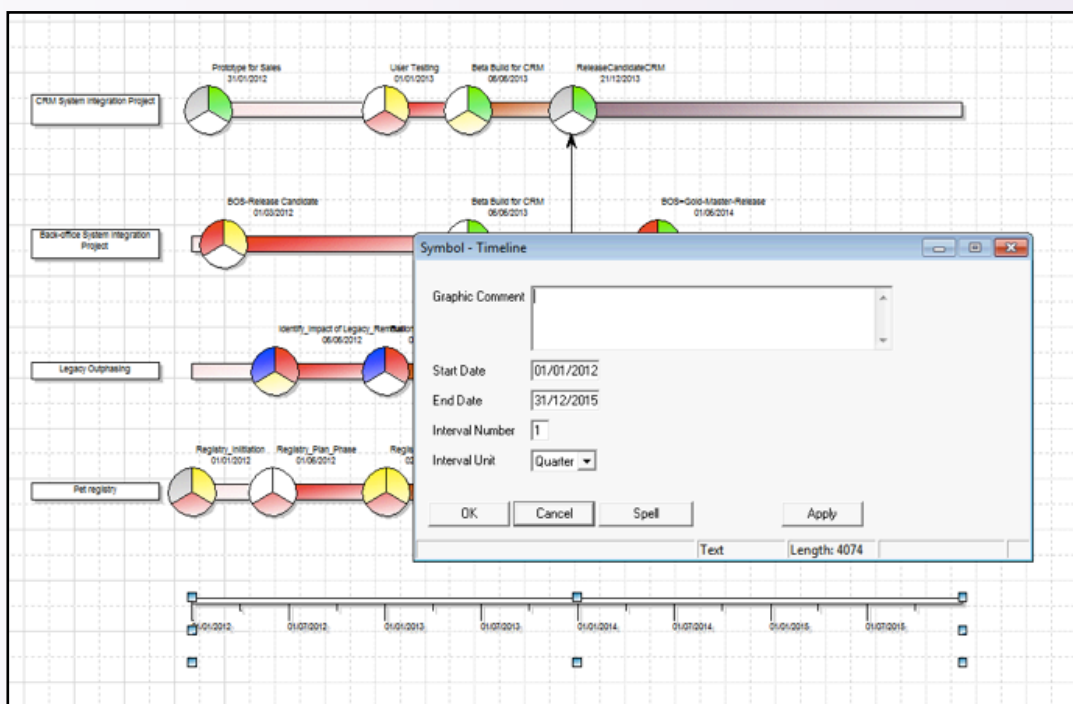 Prototype for Sales
31/01/2012
User Testing
01/01/2013
Beta Build for CRM
06/06/2013
ReleaseCandidateCRM
21/12/2013
CRM System Integration Project
BOS-Release Candidate
01/03/2012
Beta Build for CRM
06/06/2013
BOS-Gold-Master-Release
01/06/2014
Back-office System Integration
Project
Identify_Impact of Legacy_
06/06/2012
Legacy Outphasing
Registry_Initiation
01/01/2012
Registry_Plan_Phase
01/06/2012
Regis
02
Pet registry
Symbol - Timeline
Graphic Comment
Start Date 01/01/2012
End Date 31/12/2015
Interval Number 1
Interval Unit Quarter
OK Cancel Spell Apply
Text Length: 4074
01/01/2012 01/07/2012 01/01/2013 01/07/2013 01/01/2014 01/07/2014 01/01/2015 01/07/2015